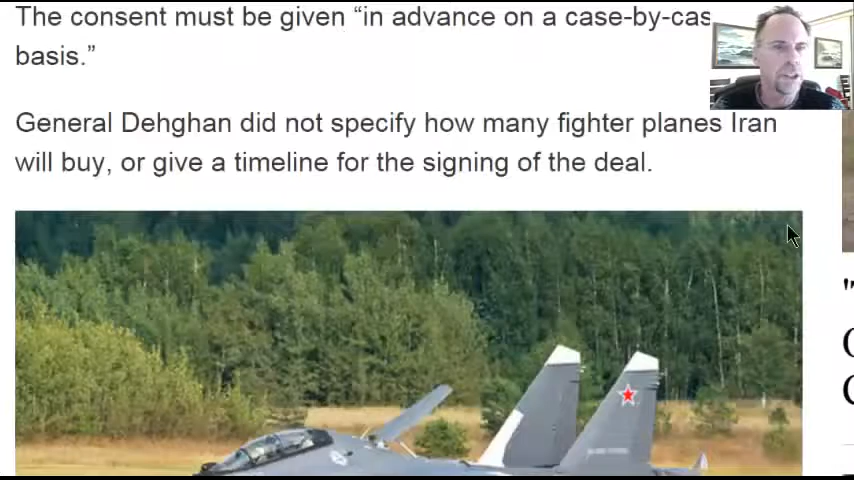 The consent must be given “in advance on a case-by-cas
basis.”
General Dehghan did not specify how many fighter planes Iran
will buy, or give a timeline for the signing of the deal.